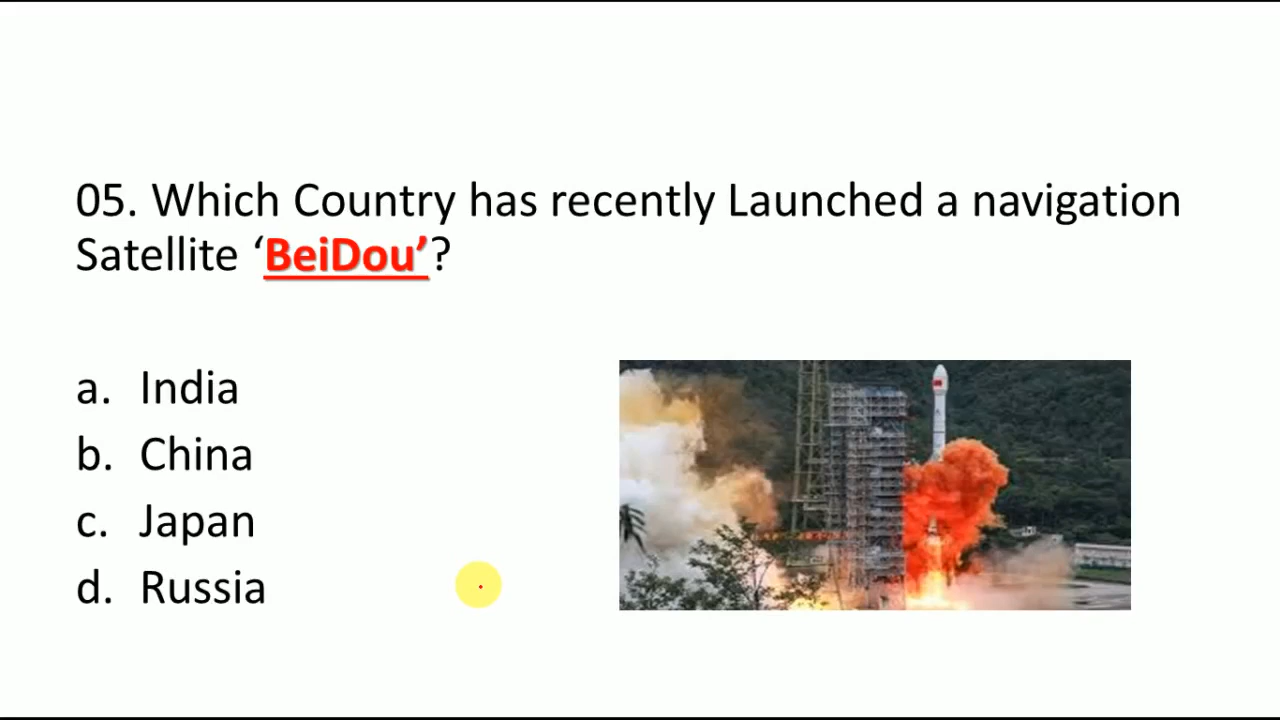 05. Which Country has recently Launched a navigation
Satellite ‘BeiDou’?
a. India
b. China
c. Japan
d. Russia